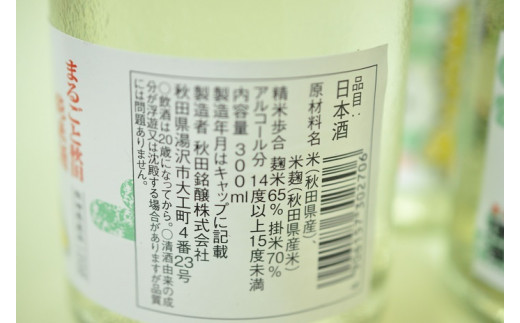 品目：日本酒
原材料名 米（秋田県産）、
米麹（秋田県産米）
精米歩合 麹米65％ 掛米70％
アルコール分 14度以上15度未満
内容量 300ml
製造年月はキャップに記載
製造者 秋田銘醸株式会社
秋田県湯沢市大工町4番23号
○飲酒は20歳になってから。○清酒由来の成
分が浮遊又は沈殿する場合がありますが品質
には問題ありません。
まるごと秋田